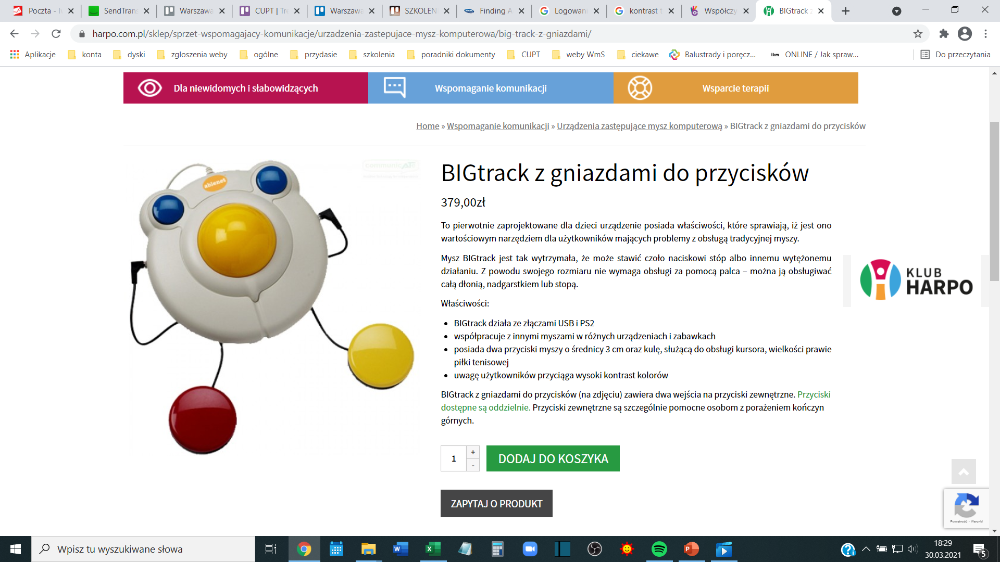 Poczta - I
SendTrans
Warszawa
CUPT | Tre
Warszawa
SZKOLEN
Finding A
Logowani
kontrast t
Współczy
BIGtrack z
harpo.com.pl/sklep/sprzet-wspomagajacy-komunikacje/urzadzenia-zastepujace-mysz-komputerowa/big-track-z-gniazdami/
Aplikacje
konta
dyski
zgloszenia weby
ogólne
przydasie
szkolenia
poradniki dokumenty
CUPT
weby WmS
ciekawe
Balustrady i poręcz...
ikm
ONLINE / Jak spraw...
Do przeczytania
Dla niewidomych i słabowidzących
Wspomaganie komunikacji
Wsparcie terapii
Home » Wspomaganie komunikacji » Urządzenia zastępujące mysz komputerową » BIGtrack z gniazdami do przycisków
communicATe
ablenet
BIGtrack z gniazdami do przycisków
379,00zł
To pierwotnie zaprojektowane dla dzieci urządzenie posiada właściwości, które sprawiają, iż jest ono
wartościowym narzędziem dla użytkowników mających problemy z obsługą tradycyjnej myszy.
Mysz BIGtrack jest tak wytrzymała, że może stawić czoło naciskowi stóp albo innemu wytężonemu
działaniu. Z powodu swojego rozmiaru nie wymaga obsługi za pomocą palca – można ją obsługiwać
całą dłonią, nadgarstkiem lub stopą.
KLUB
HARPO
Właściwości:
BIGtrack działa ze złączami USB i PS2
współpracuje z innymi myszami w różnych urządzeniach i zabawkach
posiada dwa przyciski myszy o średnicy 3 cm oraz kulę, służącą do obsługi kursora, wielkości prawie
piłki tenisowej
uwagę użytkowników przyciąga wysoki kontrast kolorów
BIGtrack z gniazdami do przycisków (na zdjęciu) zawiera dwa wejścia na przyciski zewnętrzne. Przyciski
dostępne są oddzielnie. Przyciski zewnętrzne są szczególnie pomocne osobom z porażeniem kończyn
górnych.
1
+
-
DODAJ DO KOSZYKA
ZAPYTAJ O PRODUKT
Prywatność - Warunki
Wpisz tu wyszukiwane słowa
18:29
30.03.2021
5